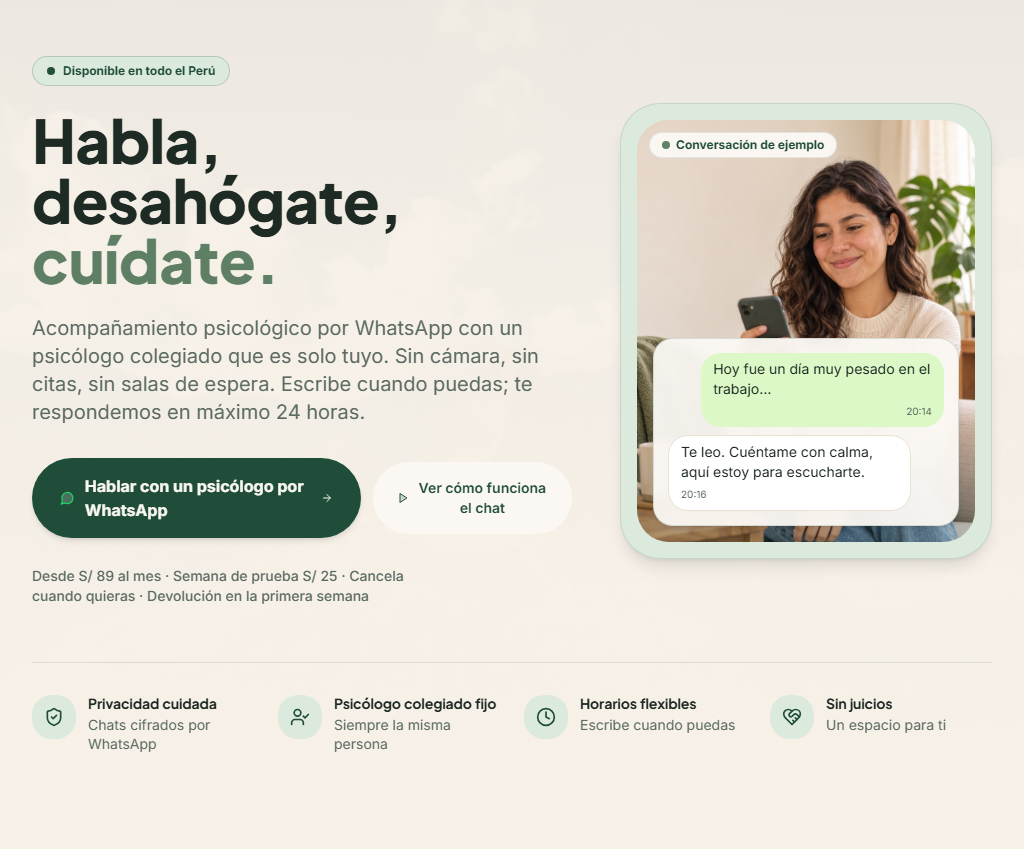 Disponible en todo el Perú
Habla,
desahógate,
cuídate.
Acompañamiento psicológico por WhatsApp con un
psicólogo colegiado que es solo tuyo. Sin cámara, sin
citas, sin salas de espera. Escribe cuando puedas; te
respondemos en máximo 24 horas.
Hablar con un psicólogo por
WhatsApp
Ver cómo funciona
el chat
Desde S/ 89 al mes · Semana de prueba S/ 25 · Cancela
cuando quieras · Devolución en la primera semana
Conversación de ejemplo
Hoy fue un día muy pesado en el
trabajo...
20:14
Te leo. Cuéntame con calma,
aquí estoy para escucharte.
20:16
Privacidad cuidada
Chats cifrados por
WhatsApp
Psicólogo colegiado fijo
Siempre la misma
persona
Horarios flexibles
Escribe cuando puedas
Sin juicios
Un espacio para ti